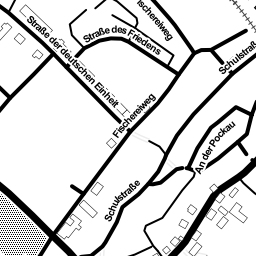 Fischereiweg
Straße des Friedens
Straße der deutschen Einheit
Schulstraße
Fischereiweg
An der Pockau
Schulstraße